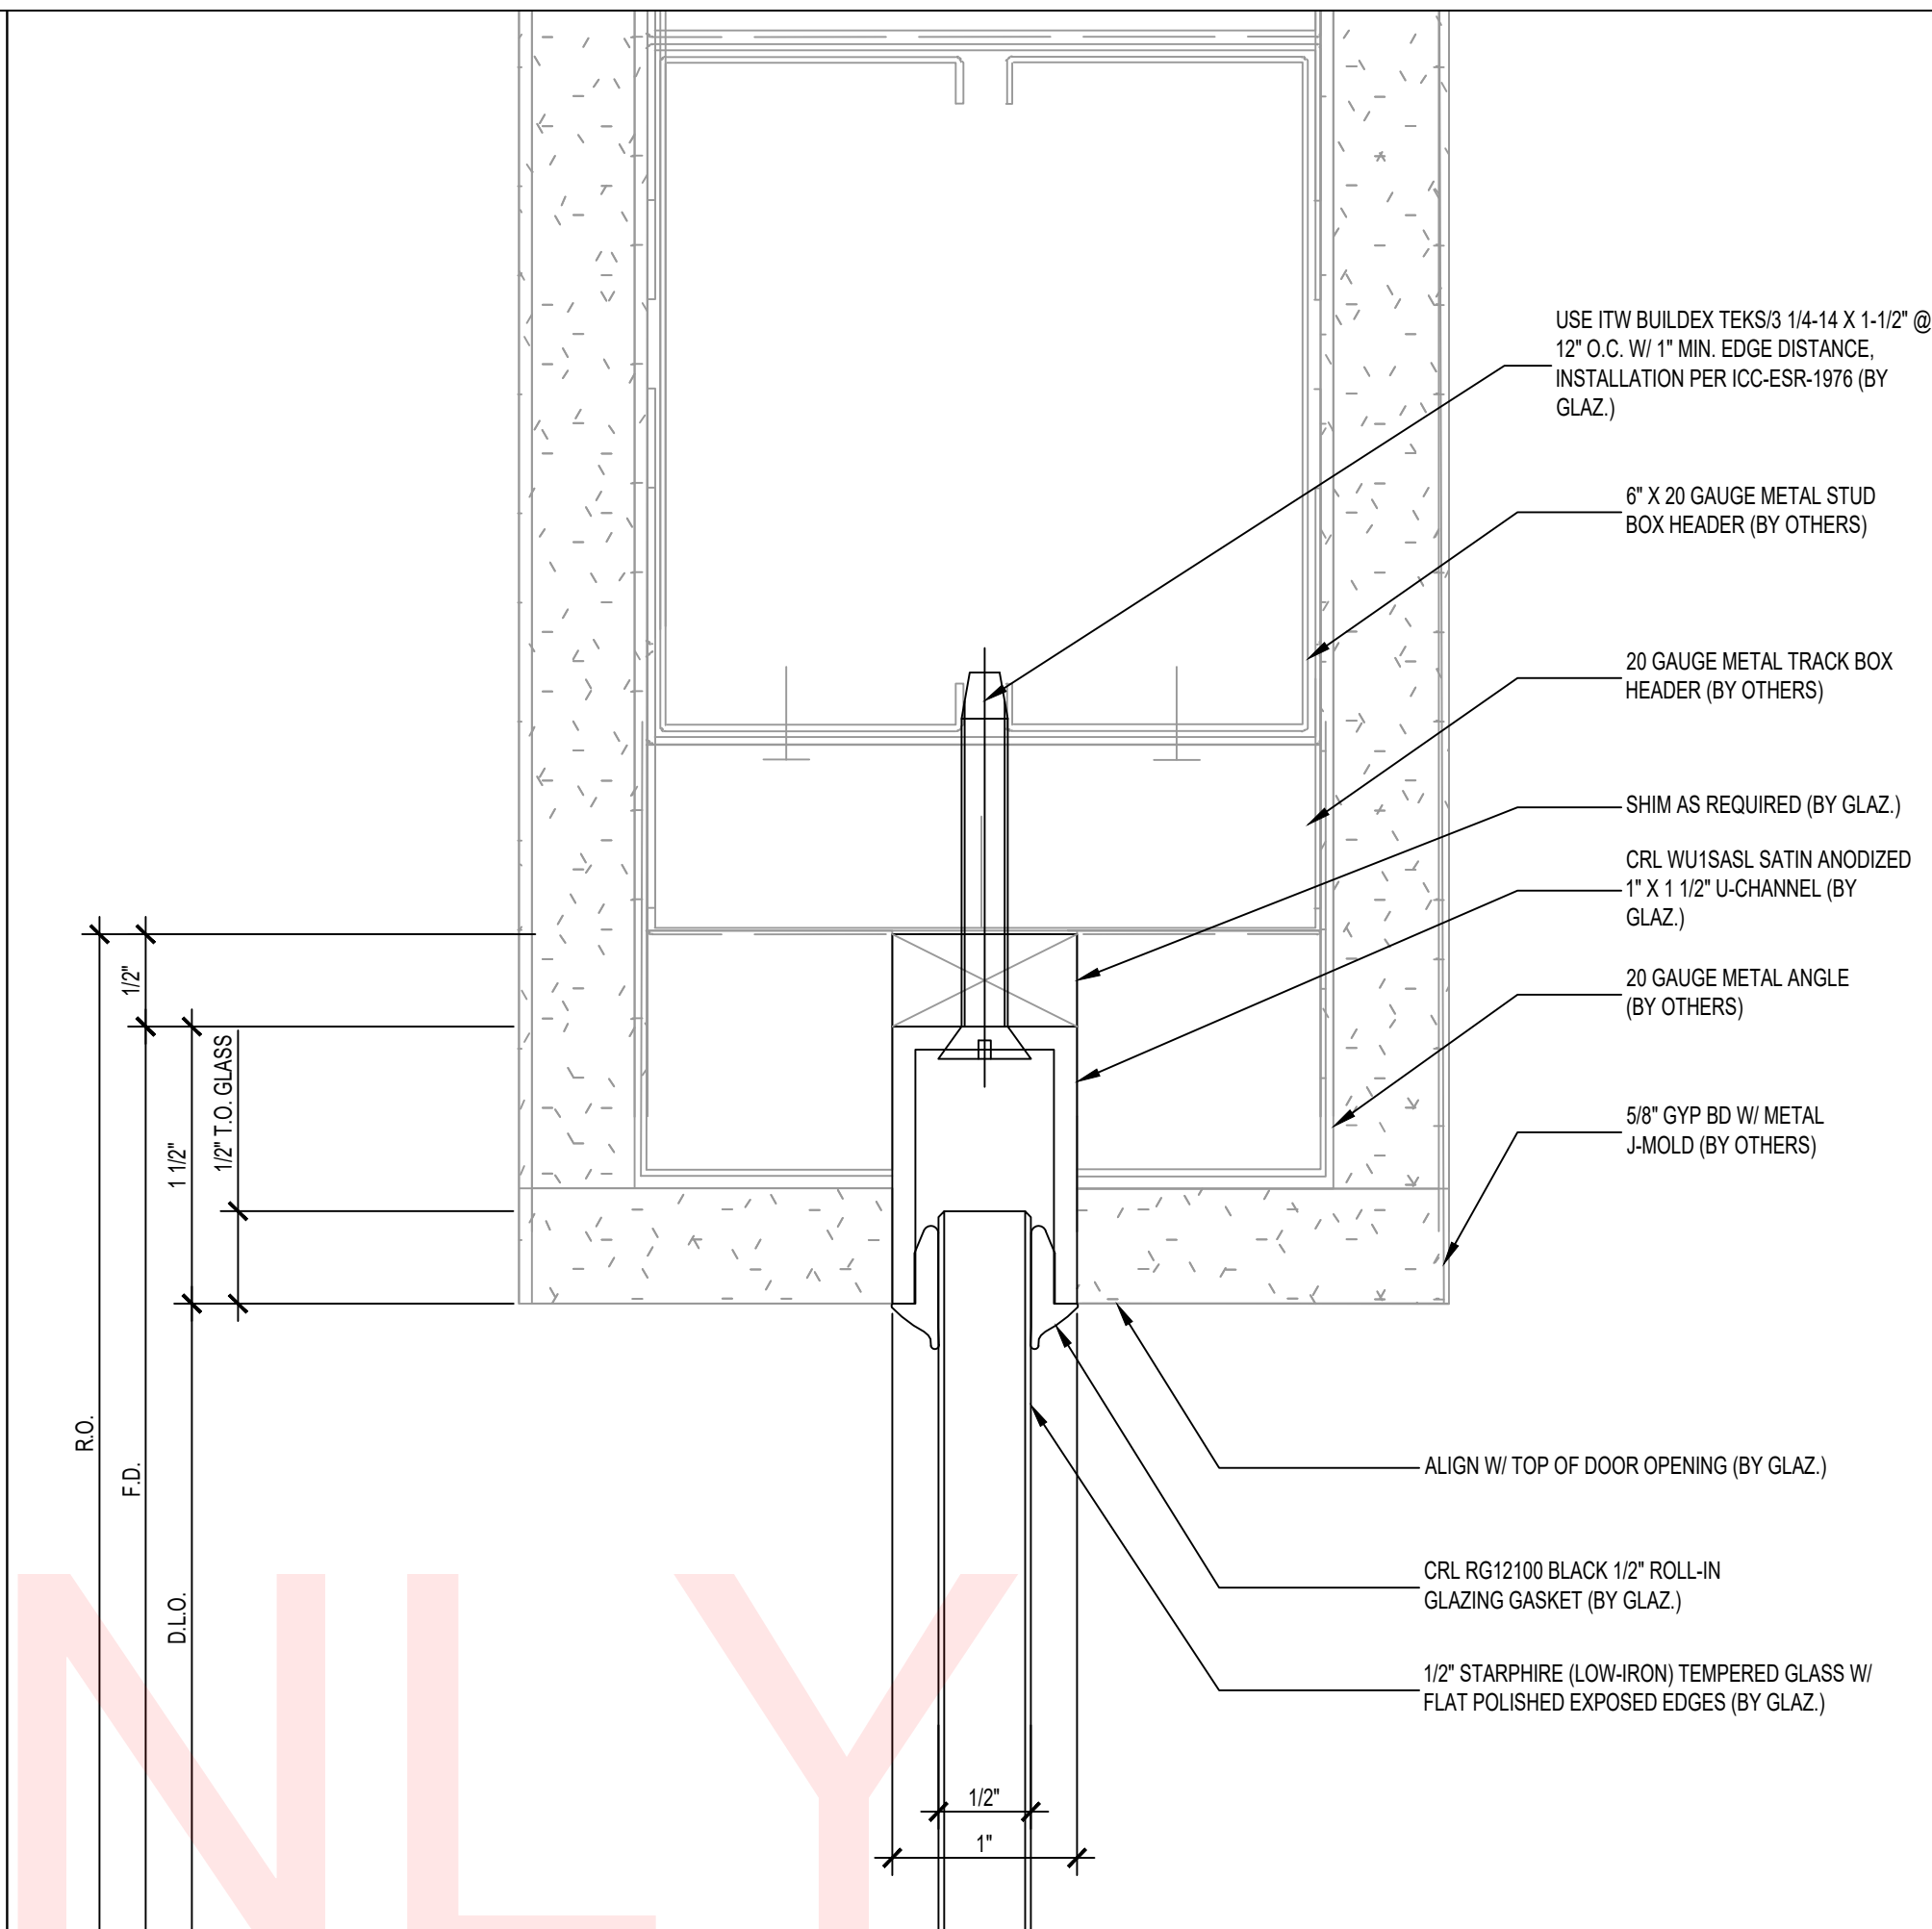 USE ITW BUILDEX TEKS/3 1/4-14 X 1-1/2" @
12" O.C. W/ 1" MIN. EDGE DISTANCE,
INSTALLATION PER ICC-ESR-1976 (BY
GLAZ.)
6" X 20 GAUGE METAL STUD
BOX HEADER (BY OTHERS)
20 GAUGE METAL TRACK BOX
HEADER (BY OTHERS)
SHIM AS REQUIRED (BY GLAZ.)
CRL WU1SASL SATIN ANODIZED
1" X 1 1/2" U-CHANNEL (BY
GLAZ.)
20 GAUGE METAL ANGLE
(BY OTHERS)
5/8" GYP BD W/ METAL
J-MOLD (BY OTHERS)
1/2"
1/2" T.O. GLASS
1 1/2"
R.O.
F.D.
D.L.O.
ALIGN W/ TOP OF DOOR OPENING (BY GLAZ.)
CRL RG12100 BLACK 1/2" ROLL-IN
GLAZING GASKET (BY GLAZ.)
1/2" STARPHIRE (LOW-IRON) TEMPERED GLASS W/
FLAT POLISHED EXPOSED EDGES (BY GLAZ.)
1/2"
1"
NLY